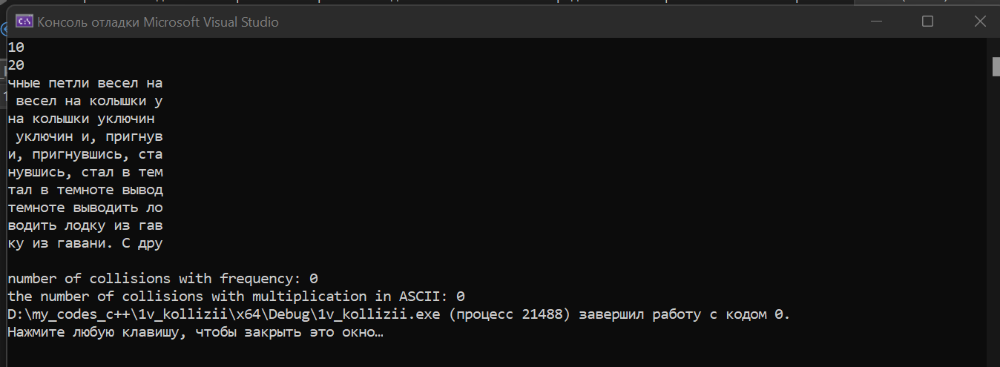 Консоль отладки Microsoft Visual Studio
10
20
чные петли весел на
весел на колышки у
на колышки уключин
уключин и, пригнув
и, пригнувшись, ста
нувшись, стал в тем
тал в темноте вывод
темноте выводить ло
водить лодку из гав
ку из гавани. С дру
number of collisions with frequency: 0
the number of collisions with multiplication in ASCII: 0
D:\my_codes_c++\1v_kollizii\x64\Debug\1v_kollizii.exe (процесс 21488) завершил работу с кодом 0.
Нажмите любую клавишу, чтобы закрыть это окно…